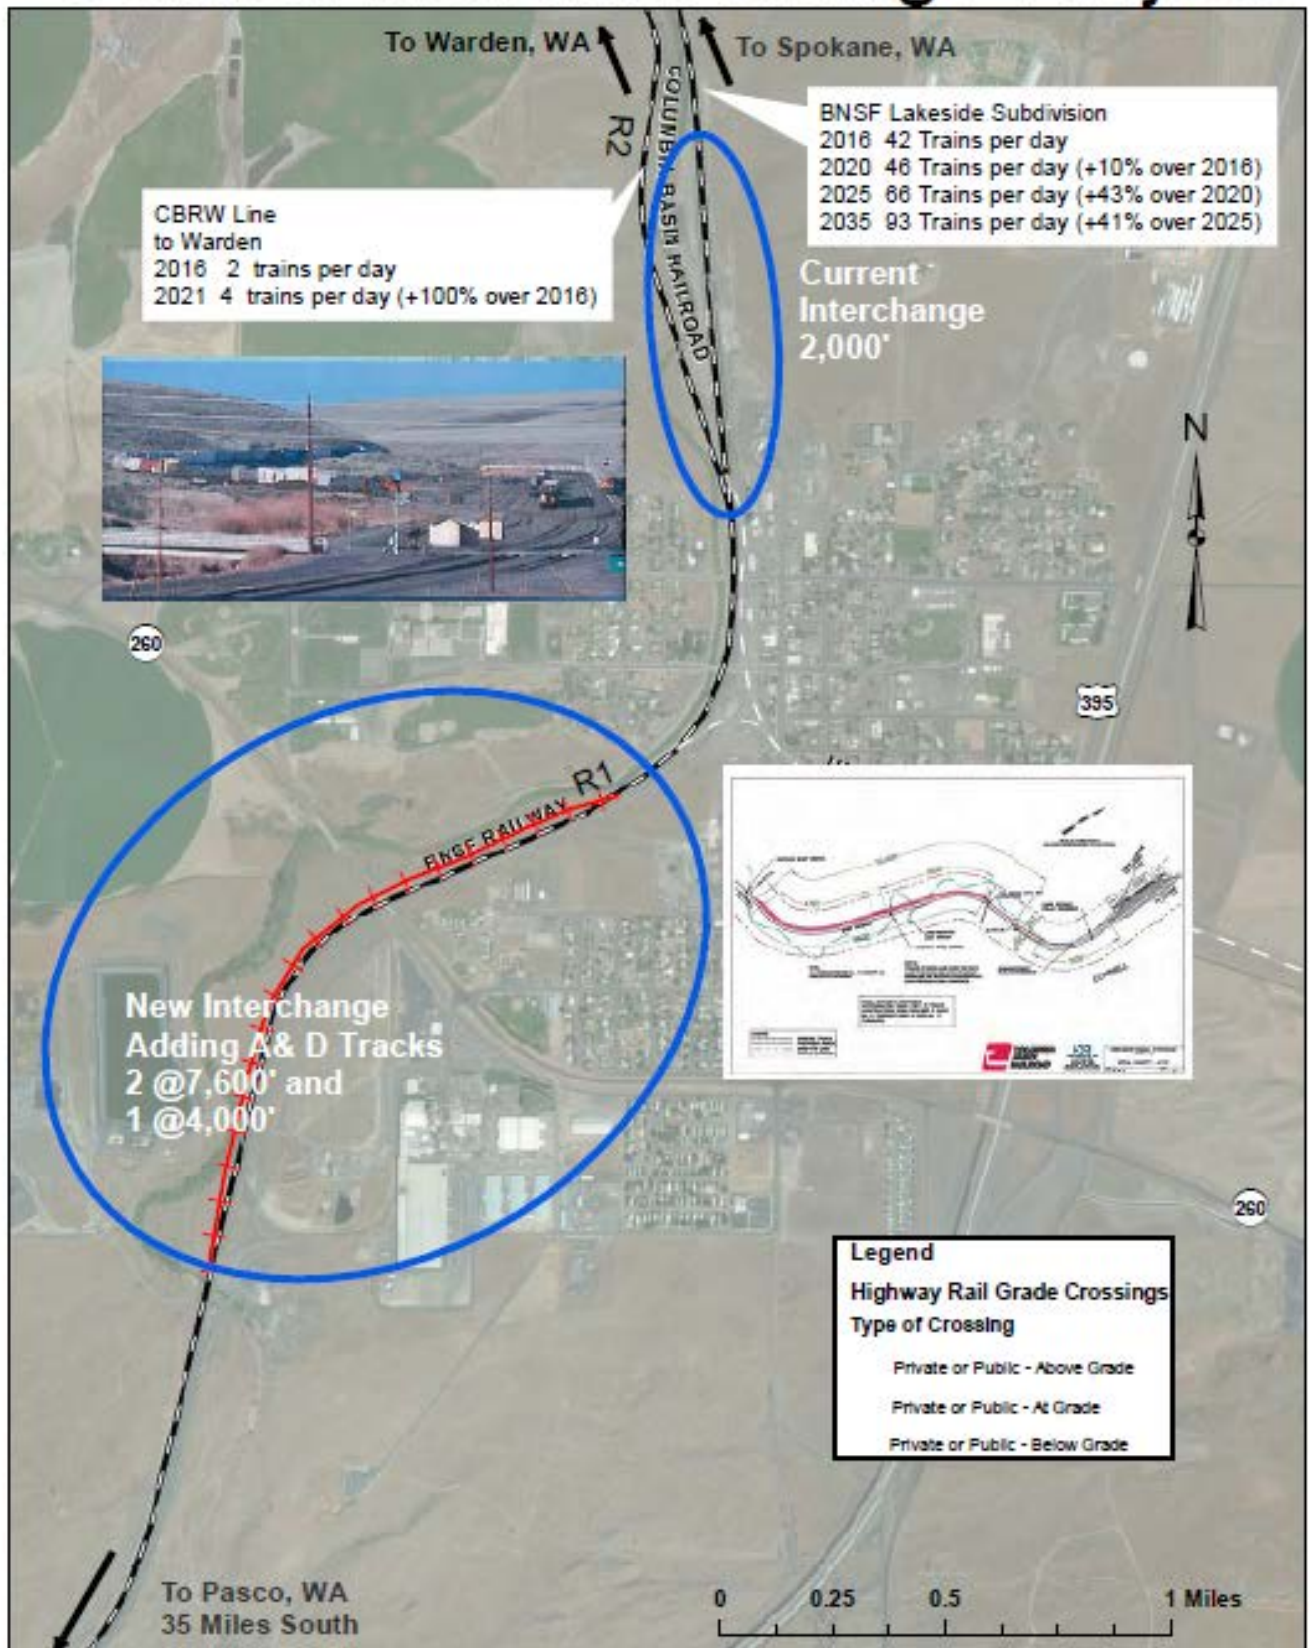 To Warden, WA
To Spokane, WA
BNSF Lakeside Subdivision
2016 42 Trains per day
2020 46 Trains per day (+10% over 2016)
2025 66 Trains per day (+43% over 2020)
2035 93 Trains per day (+41% over 2025)
R2
COLUMBIA BASIN RAILROAD
CBRW Line
to Warden
2016 2 trains per day
2021 4 trains per day (+100% over 2016)
Current
Interchange
2,000'
N
260
395
R1
BNSF RAILWAY
New Interchange
Adding A& D Tracks
2 @7,600' and
1 @4,000'
260
Legend
Highway Rail Grade Crossings
Type of Crossing
Private or Public - Above Grade
Private or Public - At Grade
Private or Public - Below Grade
To Pasco, WA
35 Miles South
0 0.25 0.5 1 Miles